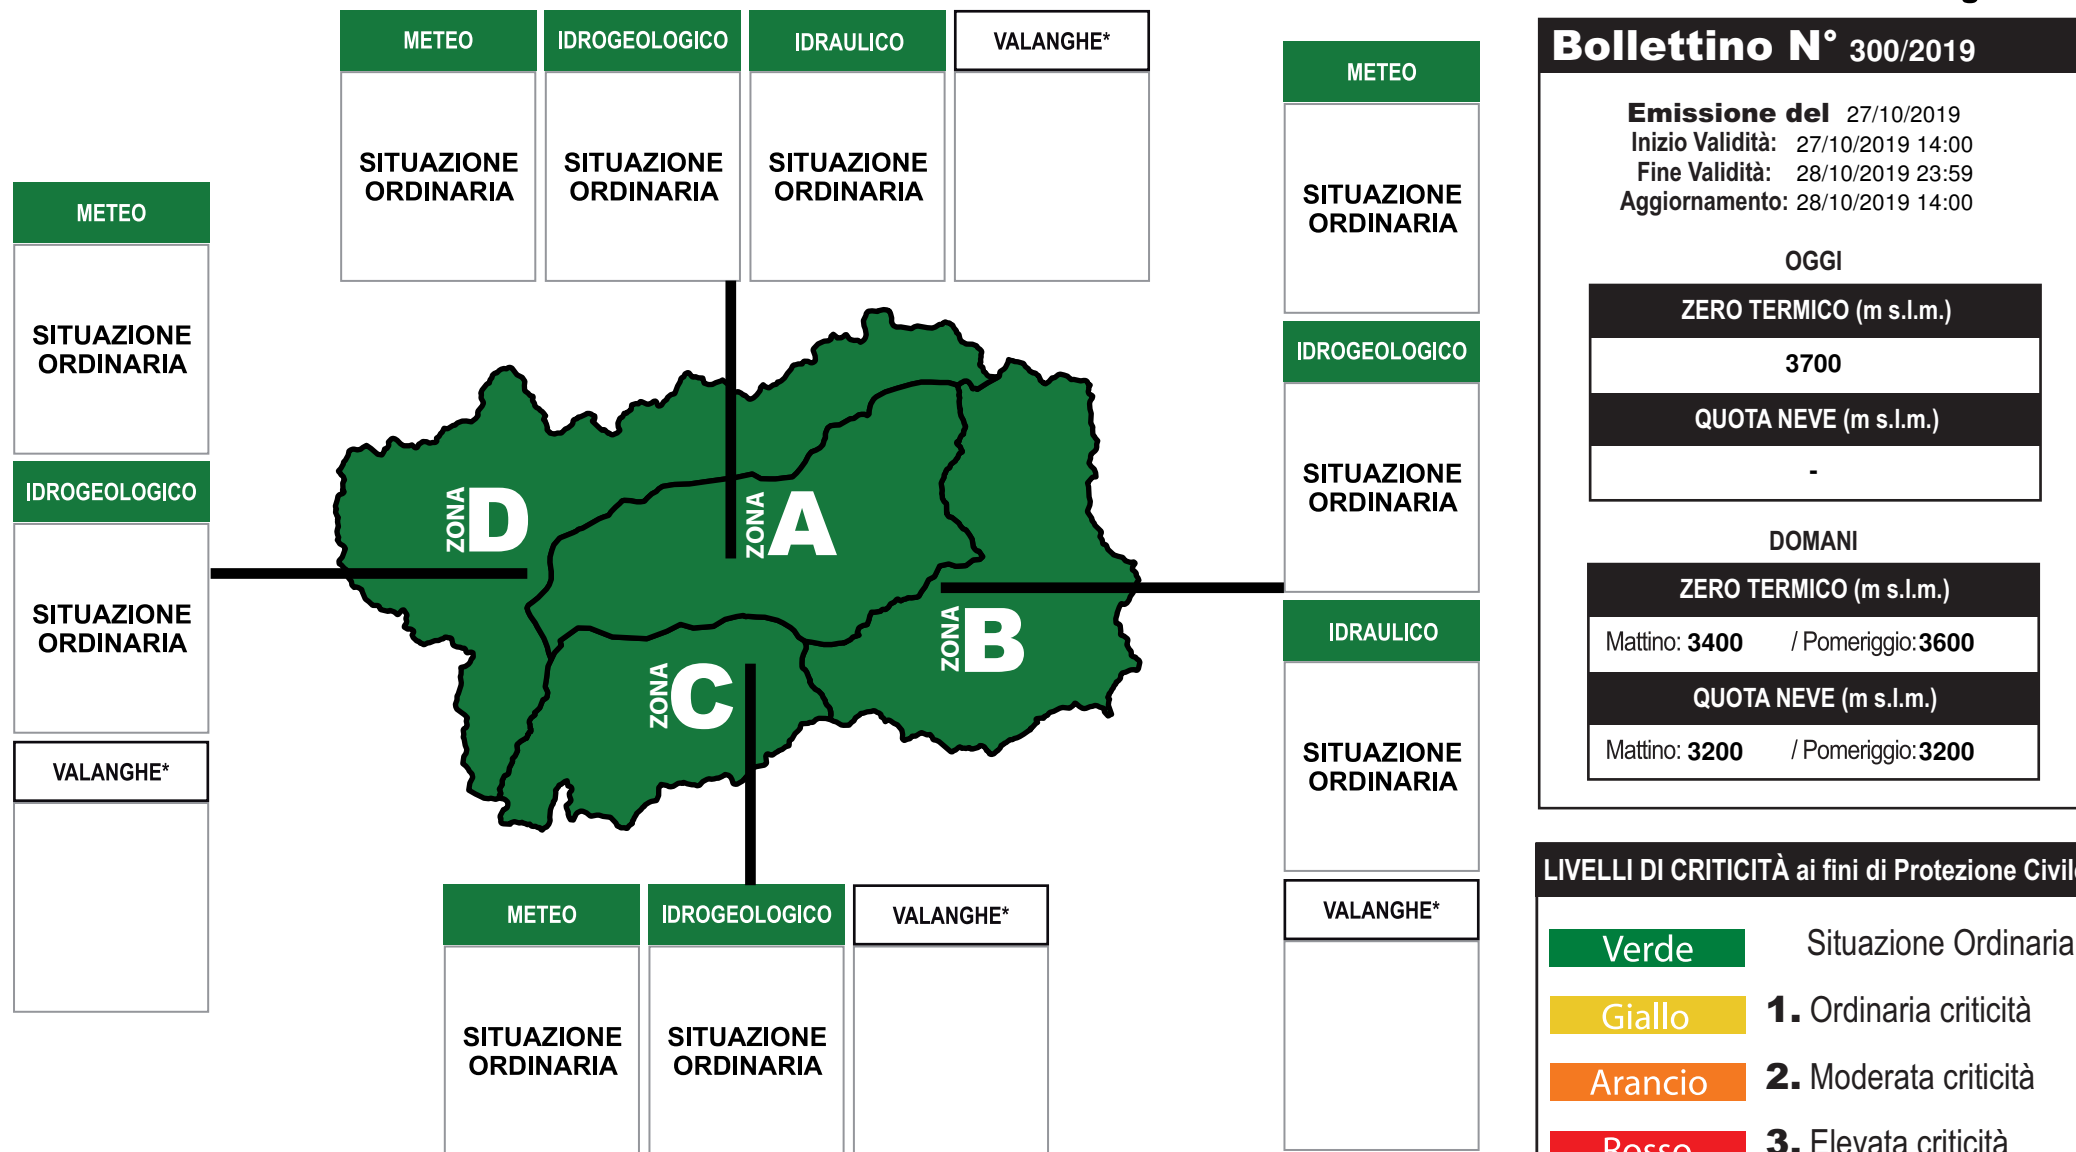 METEO IDROGEOLOGICO IDRAULICO VALANGHE*
SITUAZIONE ORDINARIA
SITUAZIONE ORDINARIA
SITUAZIONE ORDINARIA
METEO
SITUAZIONE
ORDINARIA
IDROGEOLOGICO
SITUAZIONE
ORDINARIA
VALANGHE*
ZONA D
ZONA A
ZONA B
ZONA C
METEO
SITUAZIONE
ORDINARIA
IDROGEOLOGICO
SITUAZIONE
ORDINARIA
IDRAULICO
SITUAZIONE
ORDINARIA
VALANGHE*
METEO IDROGEOLOGICO VALANGHE*
SITUAZIONE ORDINARIA
SITUAZIONE ORDINARIA
Bollettino N° 300/2019
Emissione del 27/10/2019
Inizio Validità: 27/10/2019 14:00
Fine Validità: 28/10/2019 23:59
Aggiornamento: 28/10/2019 14:00
OGGI
ZERO TERMICO (m s.l.m.)
3700
QUOTA NEVE (m s.l.m.)
-
DOMANI
ZERO TERMICO (m s.l.m.)
Mattino: 3400 / Pomeriggio: 3600
QUOTA NEVE (m s.l.m.)
Mattino: 3200 / Pomeriggio: 3200
LIVELLI DI CRITICITÀ ai fini di Protezione Civile
Verde Situazione Ordinaria
Giallo 1. Ordinaria criticità
Arancio 2. Moderata criticità
Rosso 3. Elevata criticità